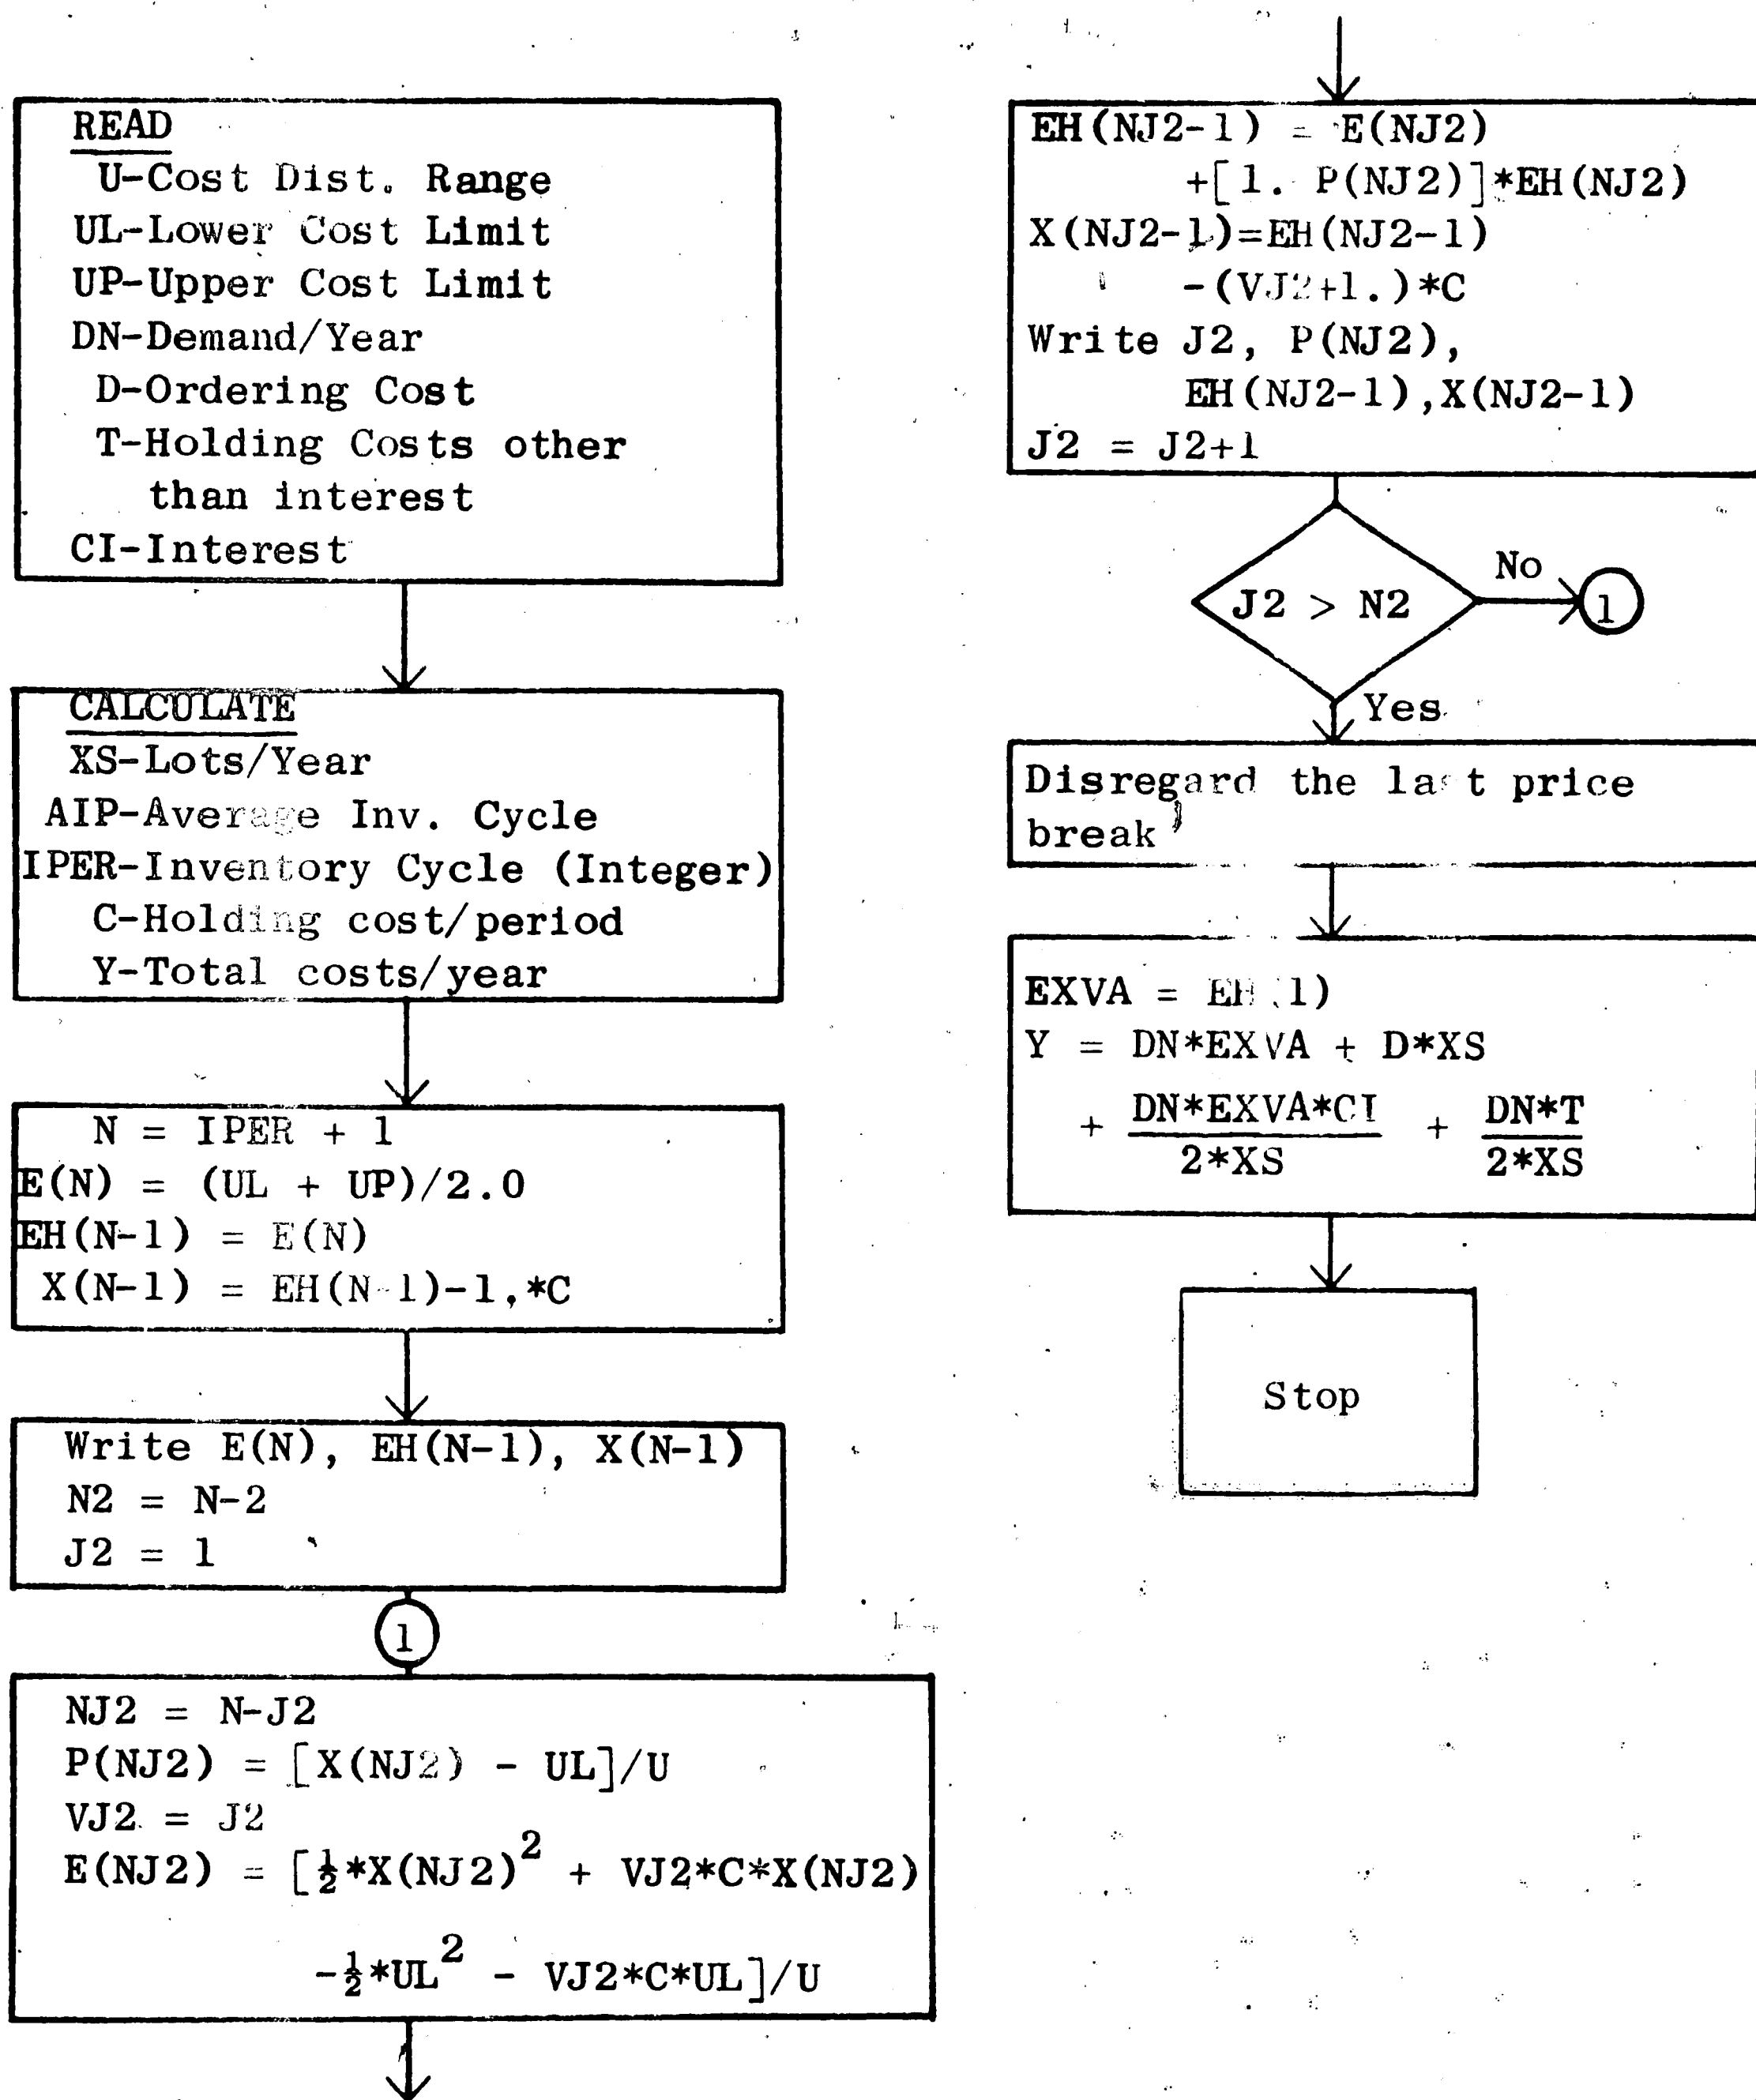 READ
U-Cost Dist. Range
UL-Lower Cost Limit
UP-Upper Cost Limit
DN-Demand/Year
D-Ordering Cost
T-Holding Costs other
than interest
CI-Interest
CALCULATE
XS-Lots/Year
AIP-Average Inv. Cycle
IPER-Inventory Cycle (Integer)
C-Holding cost/period
Y-Total costs/year
N = IPER + 1
E(N) = (UL + UP)/2.0
EH(N-1) = E(N)
X(N-1) = EH(N-1)-1.*C
Write E(N), EH(N-1), X(N-1)
N2 = N-2
J2 = 1
1
NJ2 = N-J2
P(NJ2) = [X(NJ2) - UL]/U
VJ2 = J2
E(NJ2) = [½*X(NJ2)² + VJ2*C*X(NJ2)
-½*UL² - VJ2*C*UL]/U
EH(NJ2-1) = E(NJ2)
+[1. P(NJ2)]*EH(NJ2)
X(NJ2-1)=EH(NJ2-1)
-(VJ2+1.)*C
Write J2, P(NJ2),
EH(NJ2-1),X(NJ2-1)
J2 = J2+1
J2 > N2
No
1
Yes
Disregard the last price
break
EXVA = EH(1)
Y = DN*EXVA + D*XS
+ DN*EXVA*CI + DN*T
2*XS 2*XS
Stop